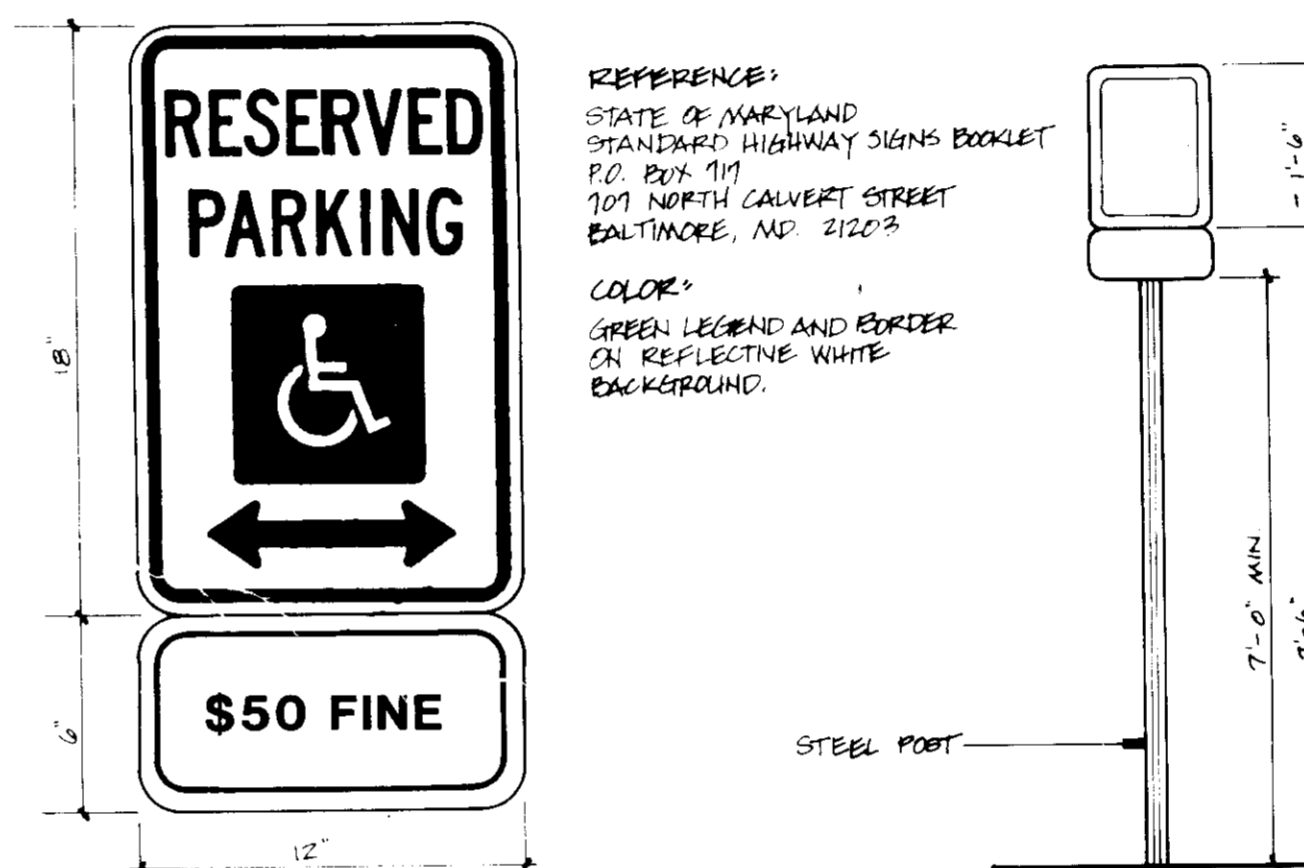 RESERVED
PARKING
$50 FINE
18"
6"
12"
REFERENCE:
STATE OF MARYLAND
STANDARD HIGHWAY SIGNS BOOKLET
P.O. BOX 717
707 NORTH CALVERT STREET
BALTIMORE, MD. 21203
COLOR:
GREEN LEGEND AND BORDER
ON REFLECTIVE WHITE
BACKGROUND.
STEEL POST
1'-6"
7'-0" MIN.